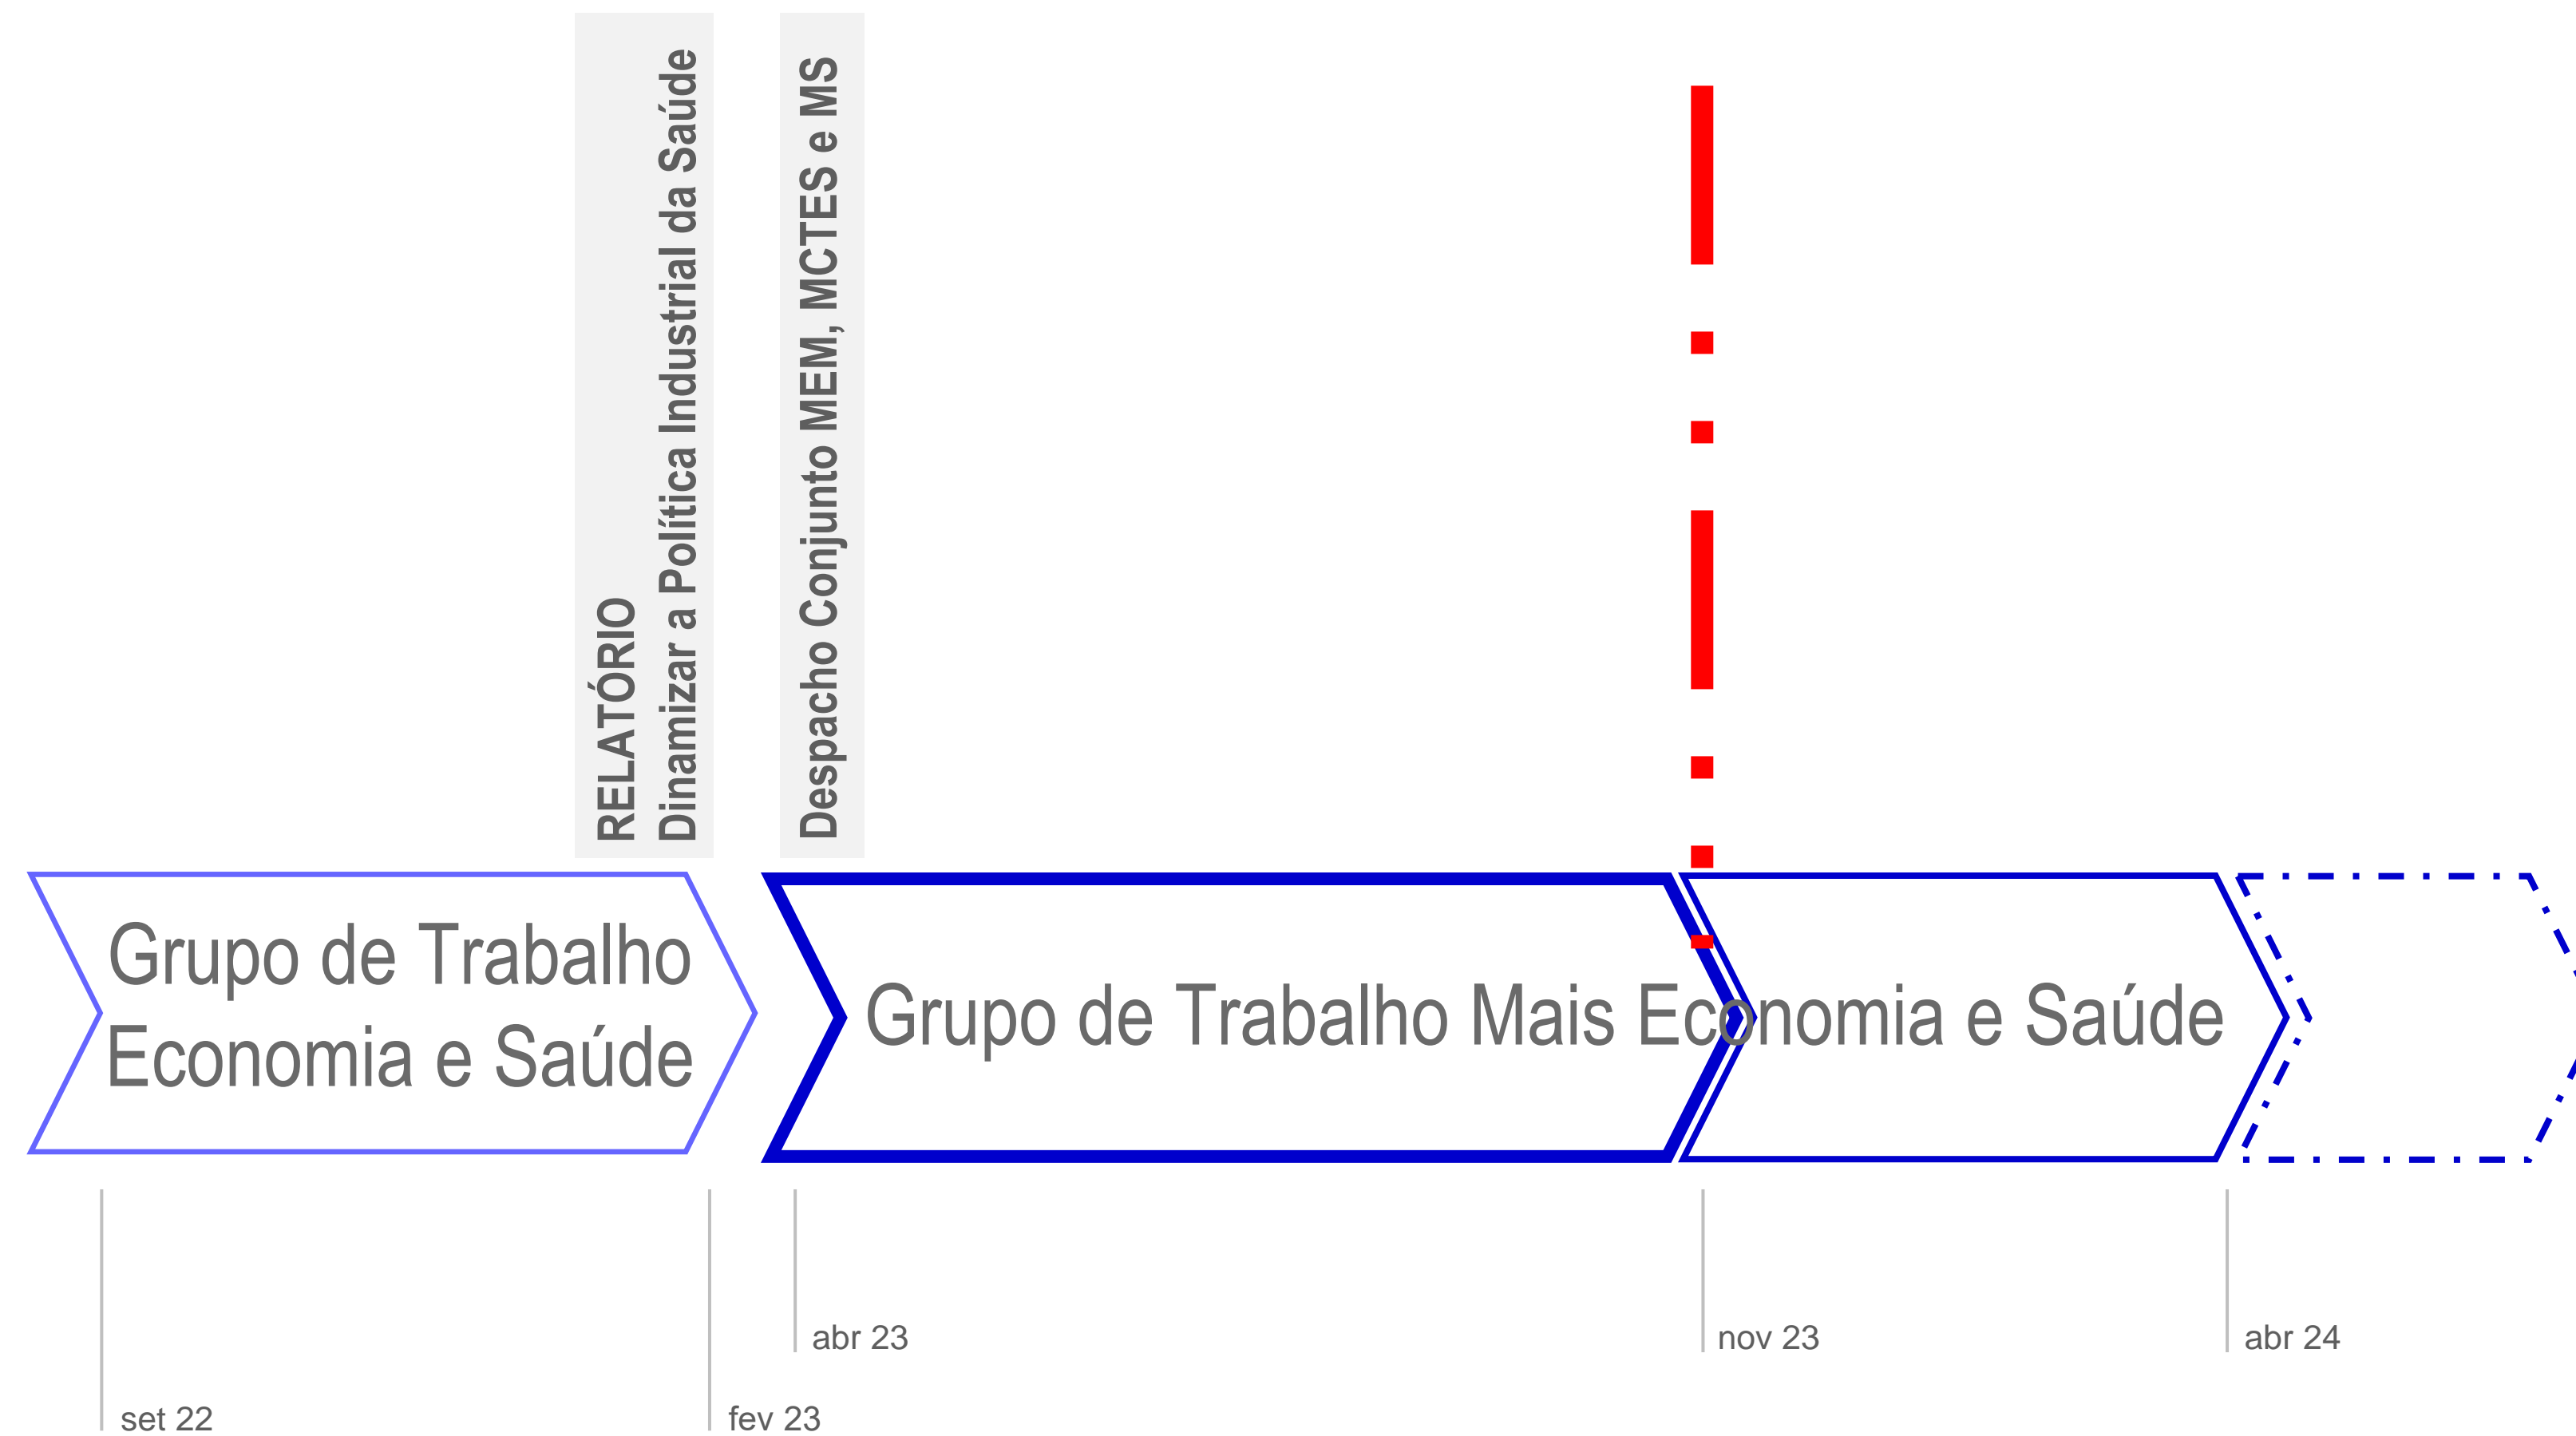 RELATÓRIO
Dinamizar a Política Industrial da Saúde
Despacho Conjunto MEM, MCTES e MS
Grupo de Trabalho
Economia e Saúde
Grupo de Trabalho Mais Economia e Saúde
abr 23
nov 23
abr 24
set 22
fev 23